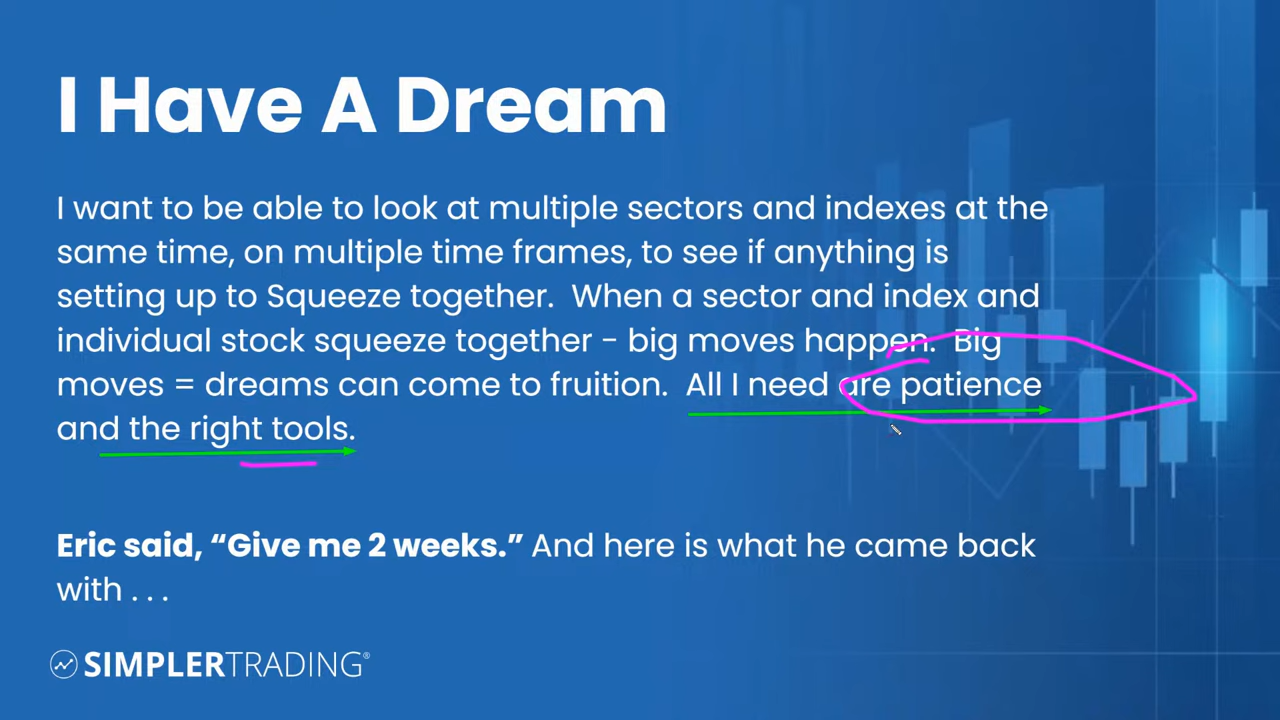 I Have A Dream
I want to be able to look at multiple sectors and indexes at the
same time, on multiple time frames, to see if anything is
setting up to Squeeze together.  When a sector and index and
individual stock squeeze together - big moves happen.  Big
moves = dreams can come to fruition.  All I need are patience
and the right tools.
Eric said, “Give me 2 weeks.” And here is what he came back
with . . .
SIMPLERTRADING®